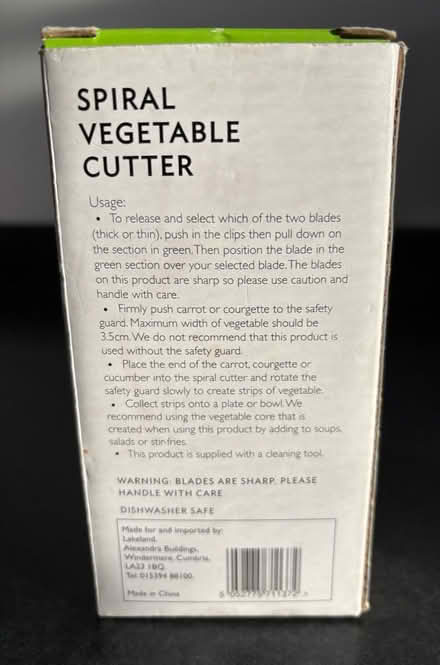 SPIRAL
VEGETABLE
CUTTER
Usage:
• To release and select which of the two blades
(thick or thin), push in the clips then pull down on
the section in green. Then position the blade in the
green section over your selected blade. The blades
on this product are sharp so please use caution and
handle with care.
• Firmly push carrot or courgette to the safety
guard. Maximum width of vegetable should be
3.5cm. We do not recommend that this product is
used without the safety guard.
• Place the end of the carrot, courgette or
cucumber into the spiral cutter and rotate the
safety guard slowly to create strips of vegetable.
• Collect strips onto a plate or bowl. We
recommend using the vegetable core that is
created when using this product by adding to soups,
salads or stir-fries.
• This product is supplied with a cleaning tool.
WARNING: BLADES ARE SHARP. PLEASE
HANDLE WITH CARE
DISHWASHER SAFE
Made for and imported by:
Lakeland,
Alexandra Buildings,
Windermere, Cumbria,
LA23 1BQ.
Tel: 015394 88100.
Made in China
5 052775 711372 >